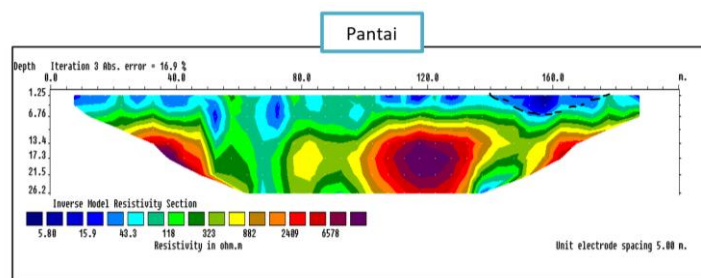 Pantai
Depth Iteration 3 Abs. error = 16.9 %
0.0 40.0 80.0 120.0 160.0 m.
1.25
6.76
13.4
17.3
21.5
26.2
Inverse Model Resistivity Section
5.80 15.9 43.3 118 323 882 2409 6578
Resistivity in ohm.m
Unit electrode spacing 5.00 m.